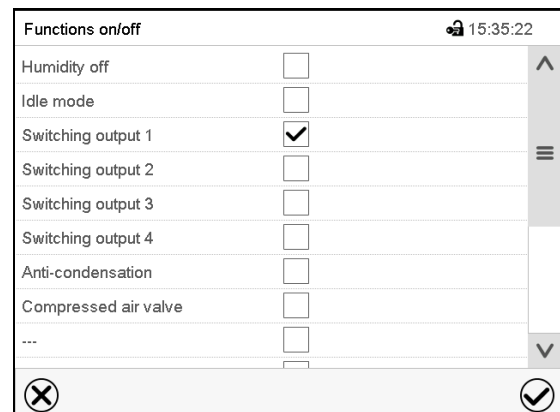 Functions on/off
15:35:22
Humidity off
Idle mode
Switching output 1
Switching output 2
Switching output 3
Switching output 4
Anti-condensation
Compressed air valve
---